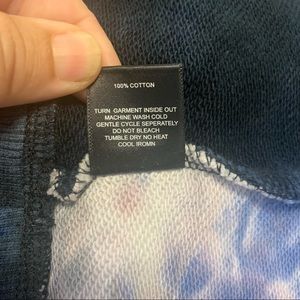 100% COTTON
TURN GARMENT INSIDE OUT
MACHINE WASH COLD
GENTLE CYCLE SEPERATELY
DO NOT BLEACH
TUMBLE DRY NO HEAT
COOL IROMN